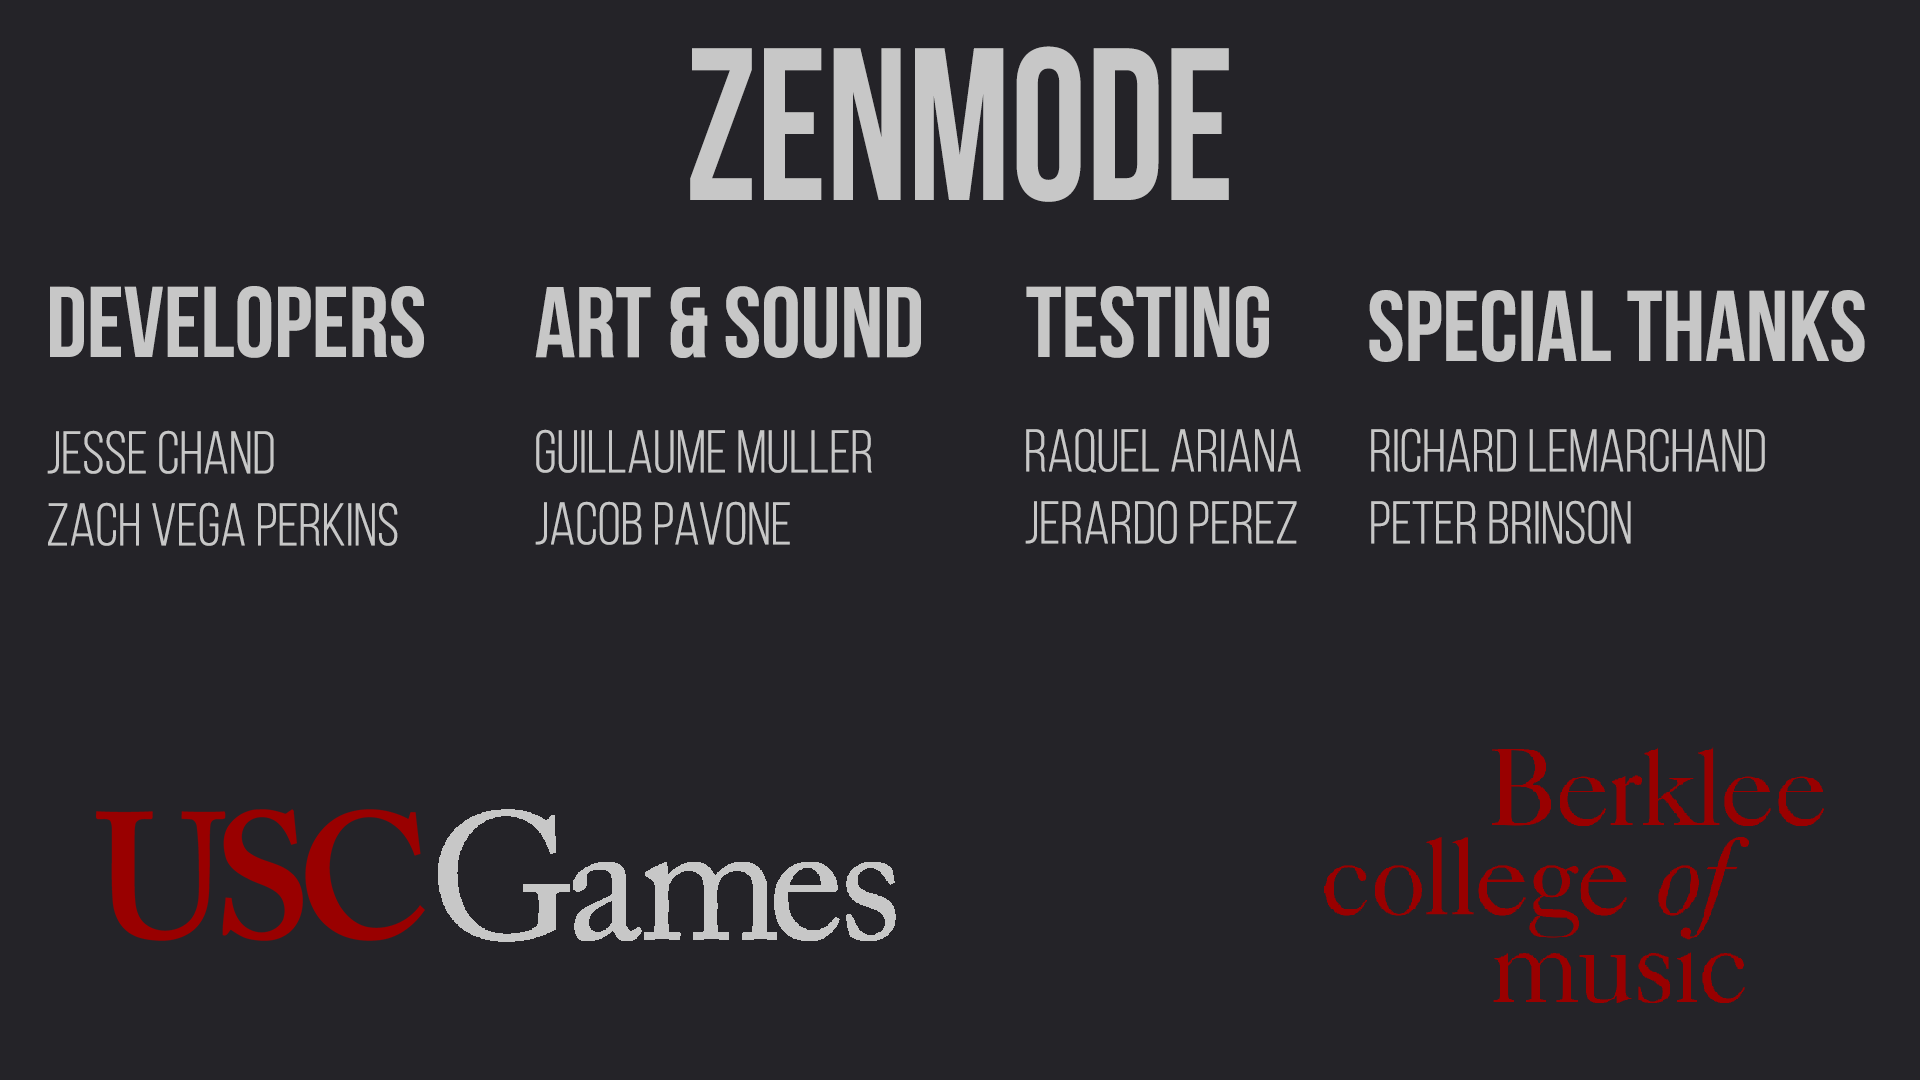 ZENMODE
DEVELOPERS
JESSE CHAND
ZACH VEGA PERKINS
ART & SOUND
GUILLAUME MULLER
JACOB PAVONE
TESTING
RAQUEL ARIANA
JERARDO PEREZ
SPECIAL THANKS
RICHARD LEMARCHAND
PETER BRINSON
USC Games
Berklee
college of
music